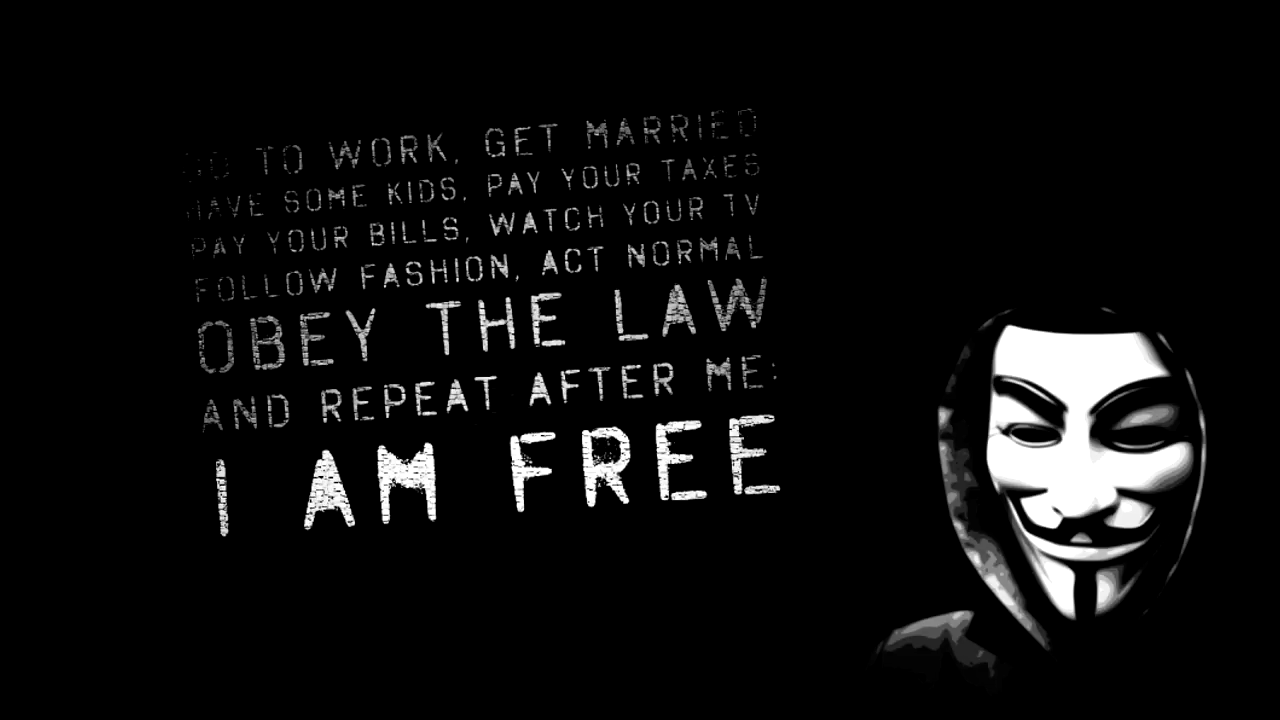 GO TO WORK, GET MARRIED
HAVE SOME KIDS, PAY YOUR TAXES
PAY YOUR BILLS, WATCH YOUR TV
FOLLOW FASHION, ACT NORMAL
OBEY THE LAW
AND REPEAT AFTER ME:
I AM FREE